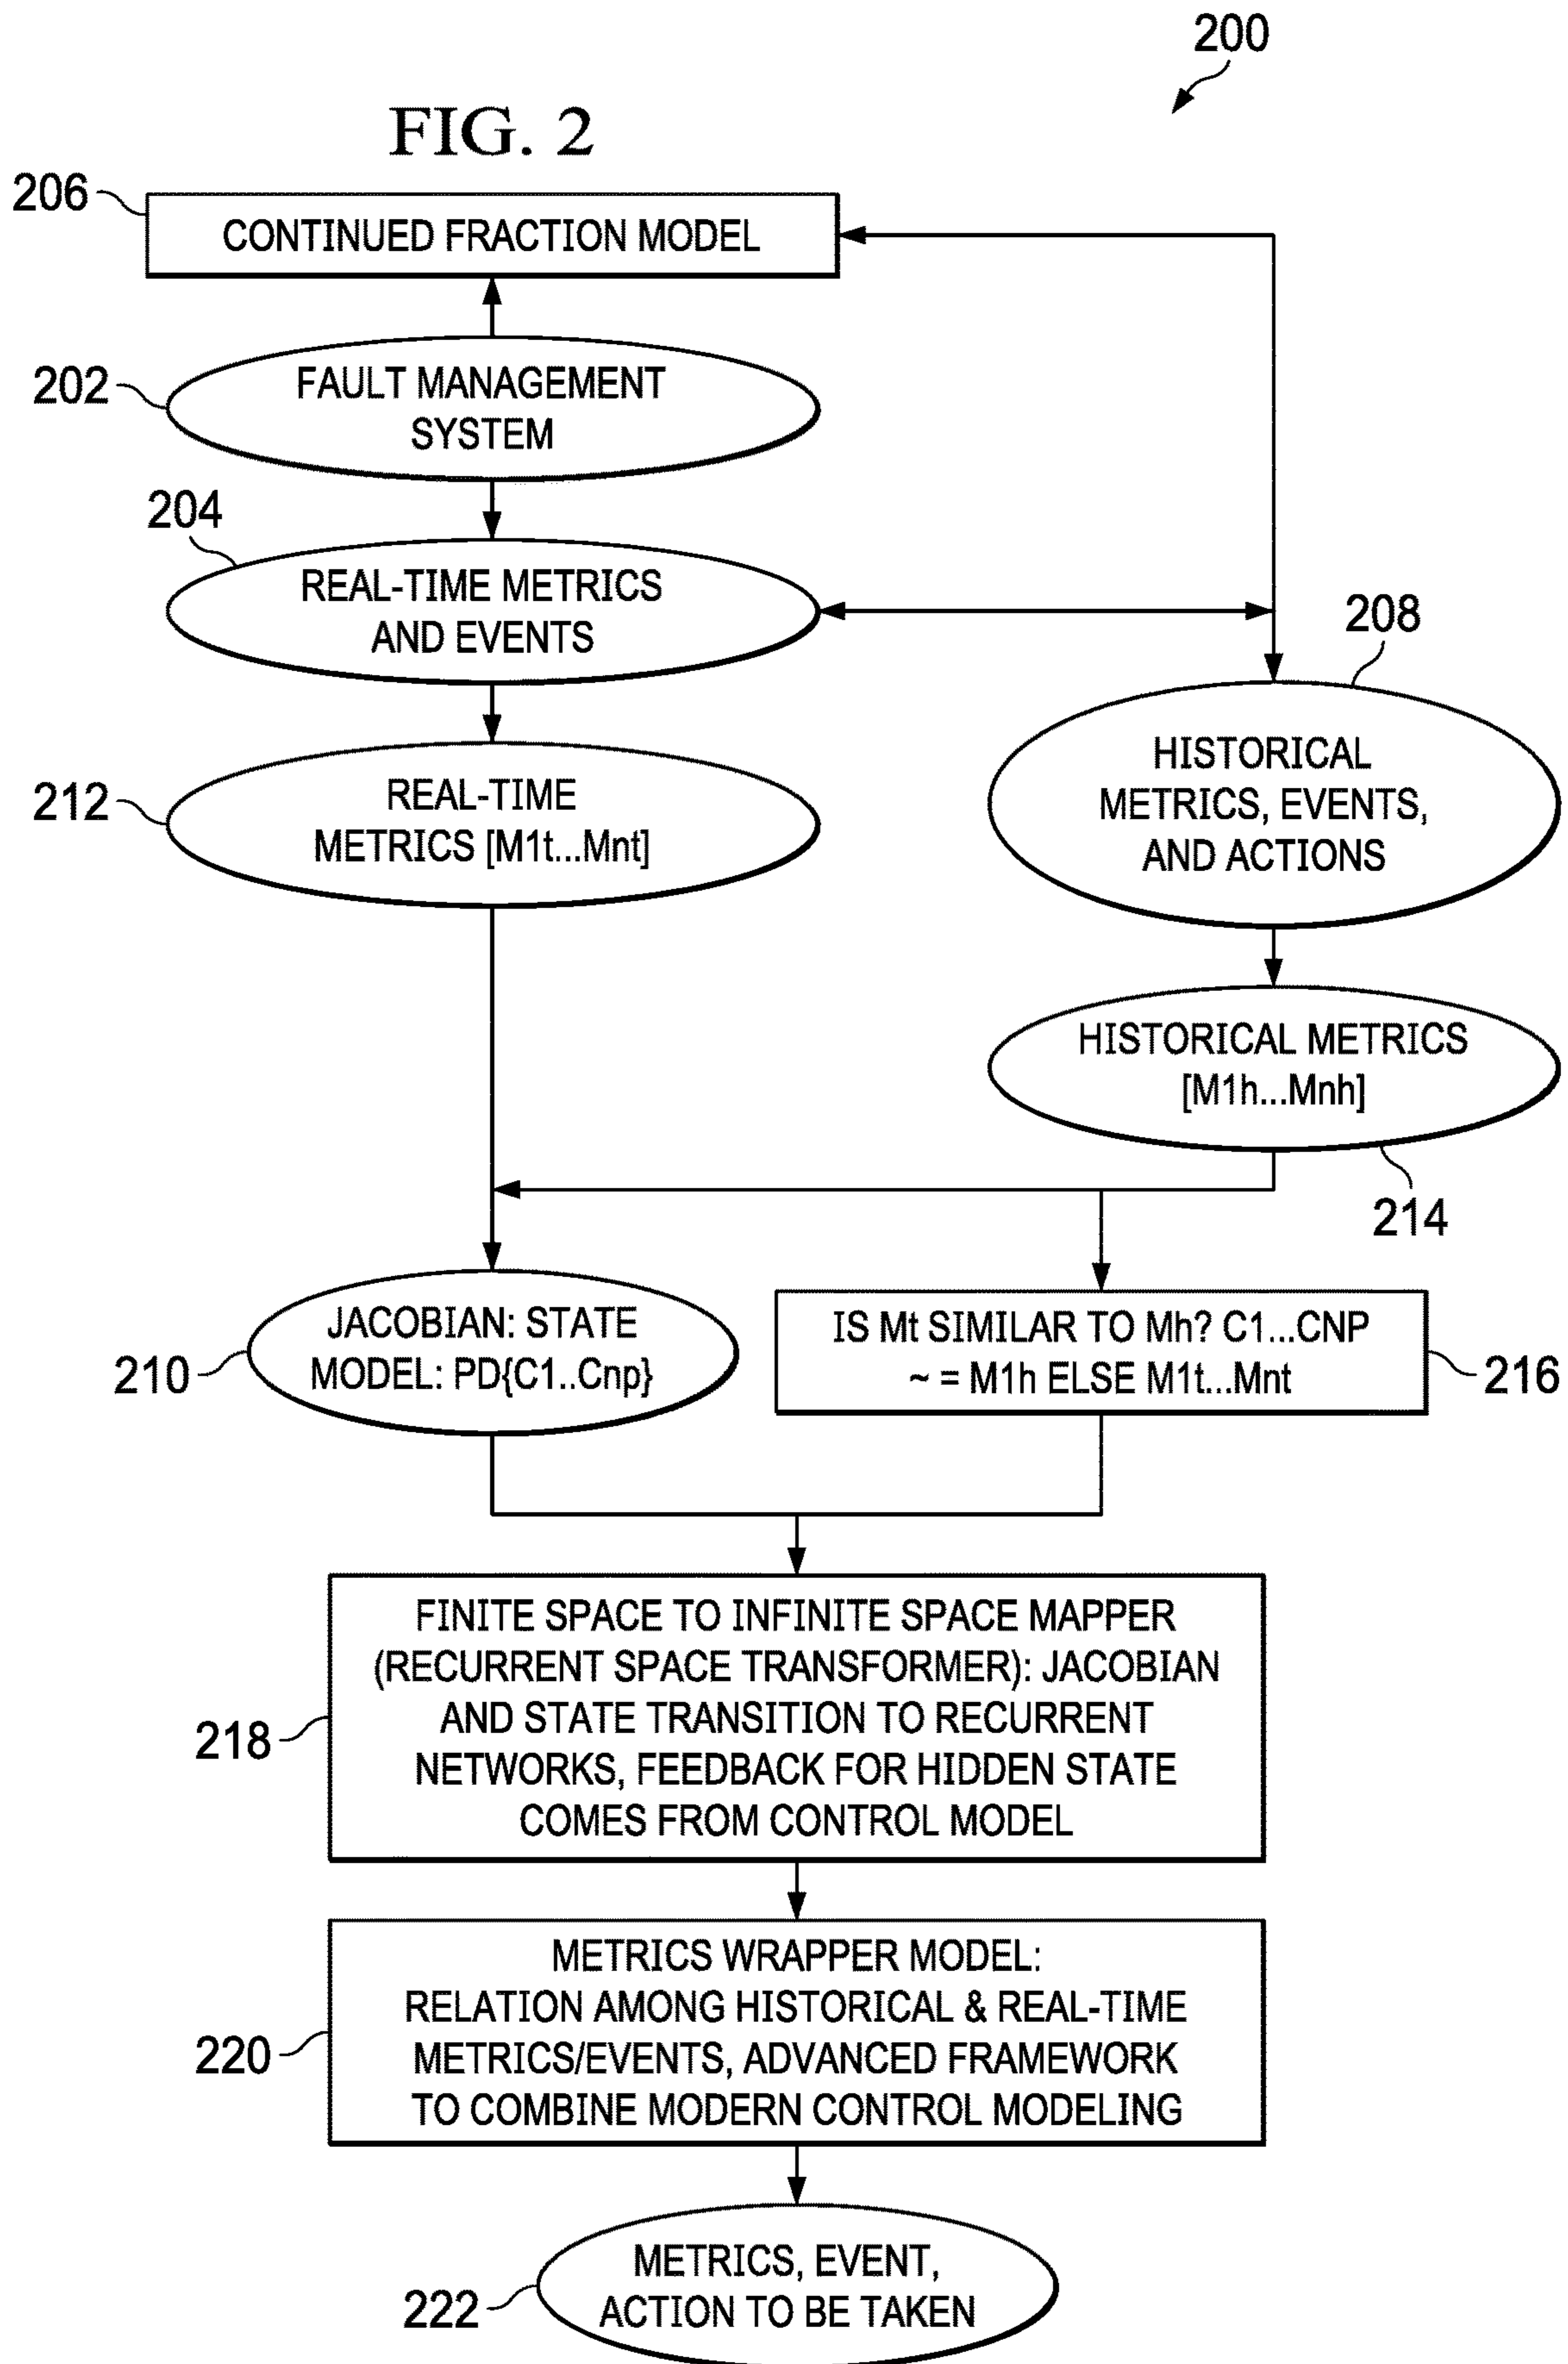 200
FIG. 2
206
CONTINUED FRACTION MODEL
202
FAULT MANAGEMENT
SYSTEM
204
REAL-TIME METRICS
AND EVENTS
208
HISTORICAL
METRICS, EVENTS,
AND ACTIONS
212
REAL-TIME
METRICS [M1t...Mnt]
HISTORICAL METRICS
[M1h...Mnh]
214
JACOBIAN: STATE
MODEL: PD{C1..Cnp}
210
IS Mt SIMILAR TO Mh? C1...CNP
~ = M1h ELSE M1t...Mnt
216
FINITE SPACE TO INFINITE SPACE MAPPER
(RECURRENT SPACE TRANSFORMER): JACOBIAN
AND STATE TRANSITION TO RECURRENT
NETWORKS, FEEDBACK FOR HIDDEN STATE
COMES FROM CONTROL MODEL
218
METRICS WRAPPER MODEL:
RELATION AMONG HISTORICAL & REAL-TIME
METRICS/EVENTS, ADVANCED FRAMEWORK
TO COMBINE MODERN CONTROL MODELING
220
METRICS, EVENT,
ACTION TO BE TAKEN
222